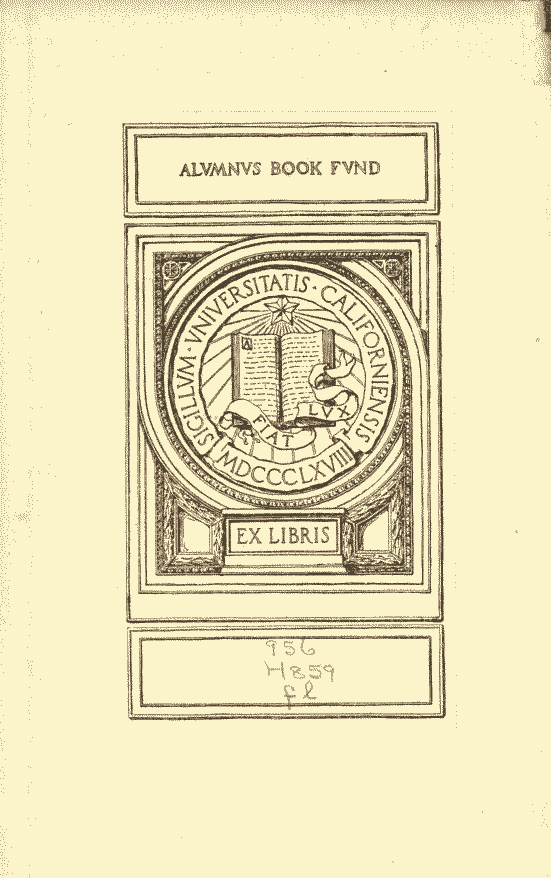 ALVMNVS BOOK FVND
SIGILLVM · VNIVERSITATIS · CALIFORNIENSIS
MDCCCLXVIII
A
FIAT LVX
EX LIBRIS
956
H859
fl